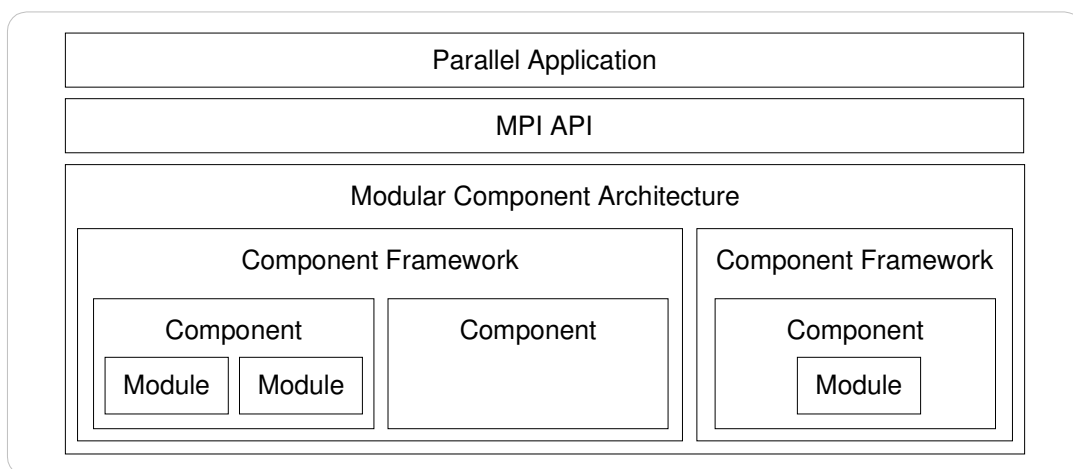 Parallel Application
MPI API
Modular Component Architecture
Component Framework
Component Framework
Component
Component
Component
Module
Module
Module